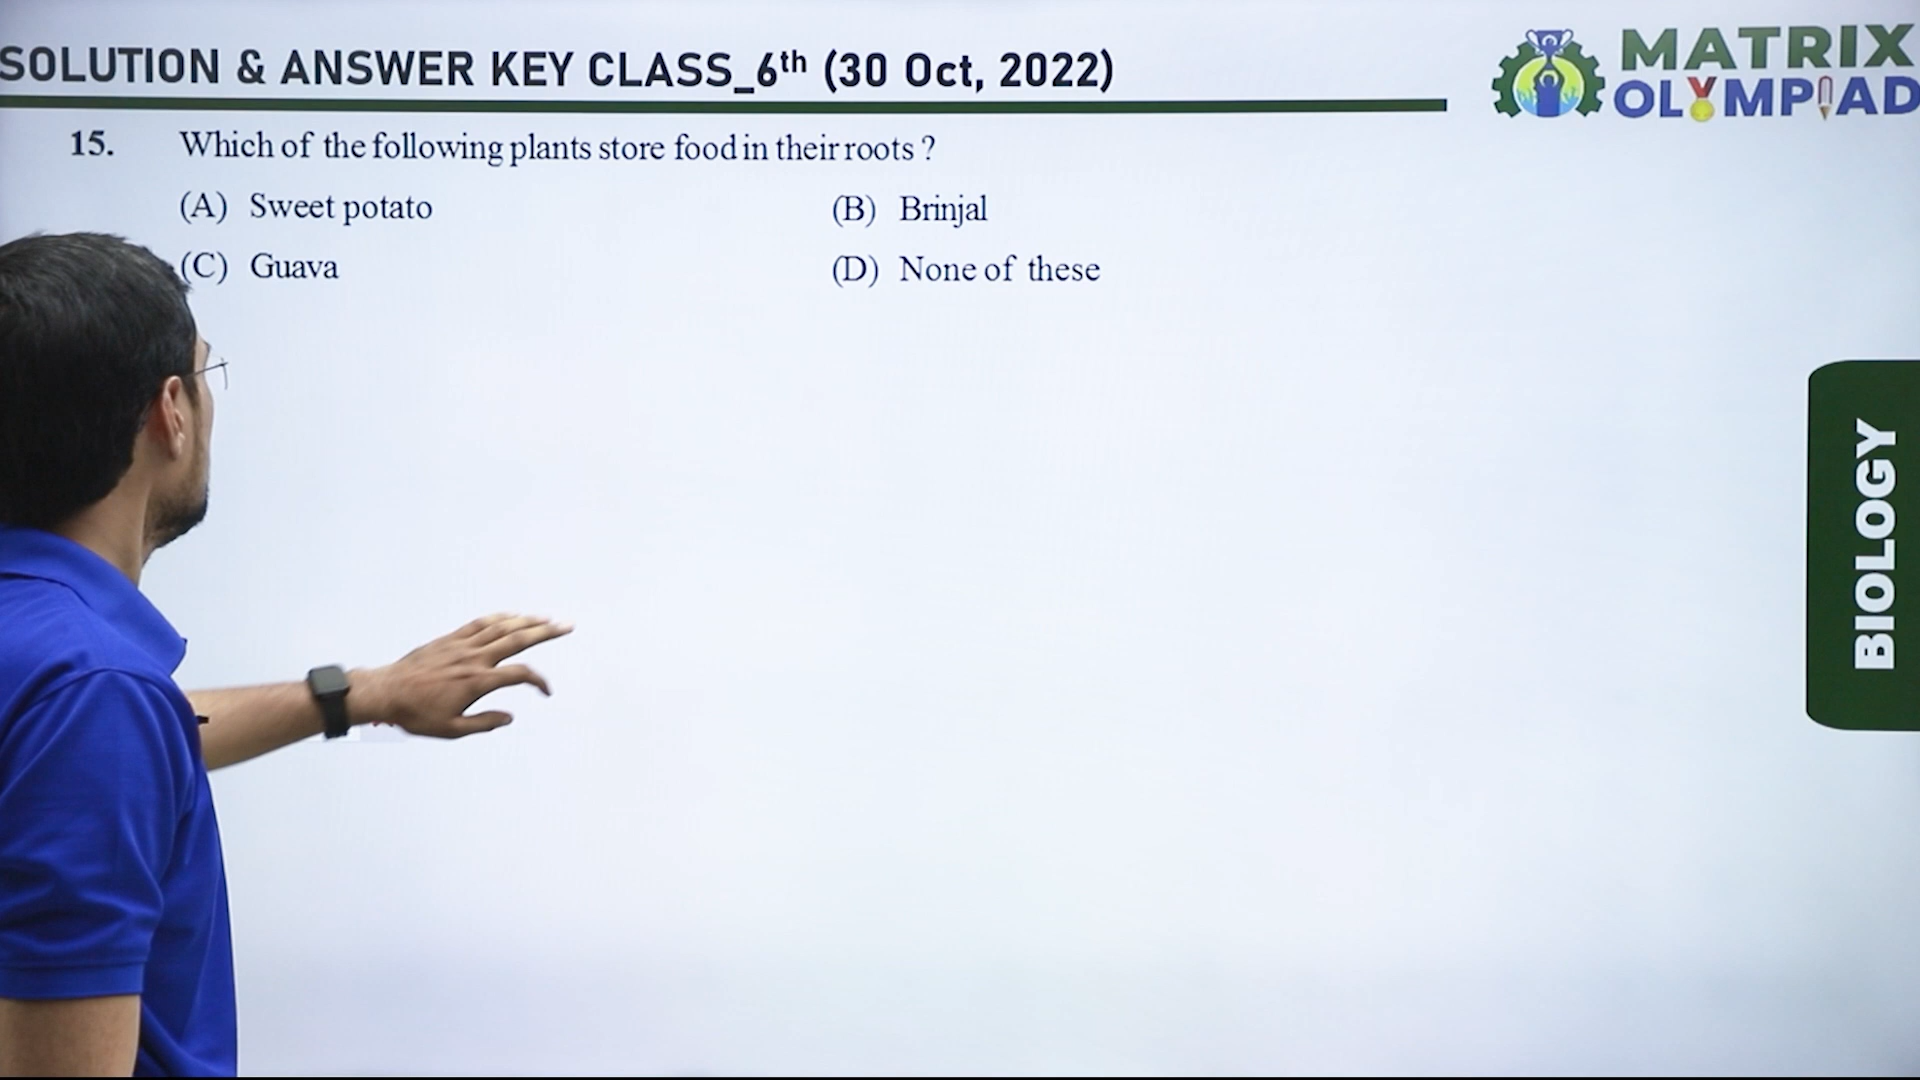 SOLUTION & ANSWER KEY CLASS_6th (30 Oct, 2022)
MATRIX
OLYMPIAD
15. Which of the following plants store food in their roots ?
(A) Sweet potato (B) Brinjal
(C) Guava (D) None of these
BIOLOGY